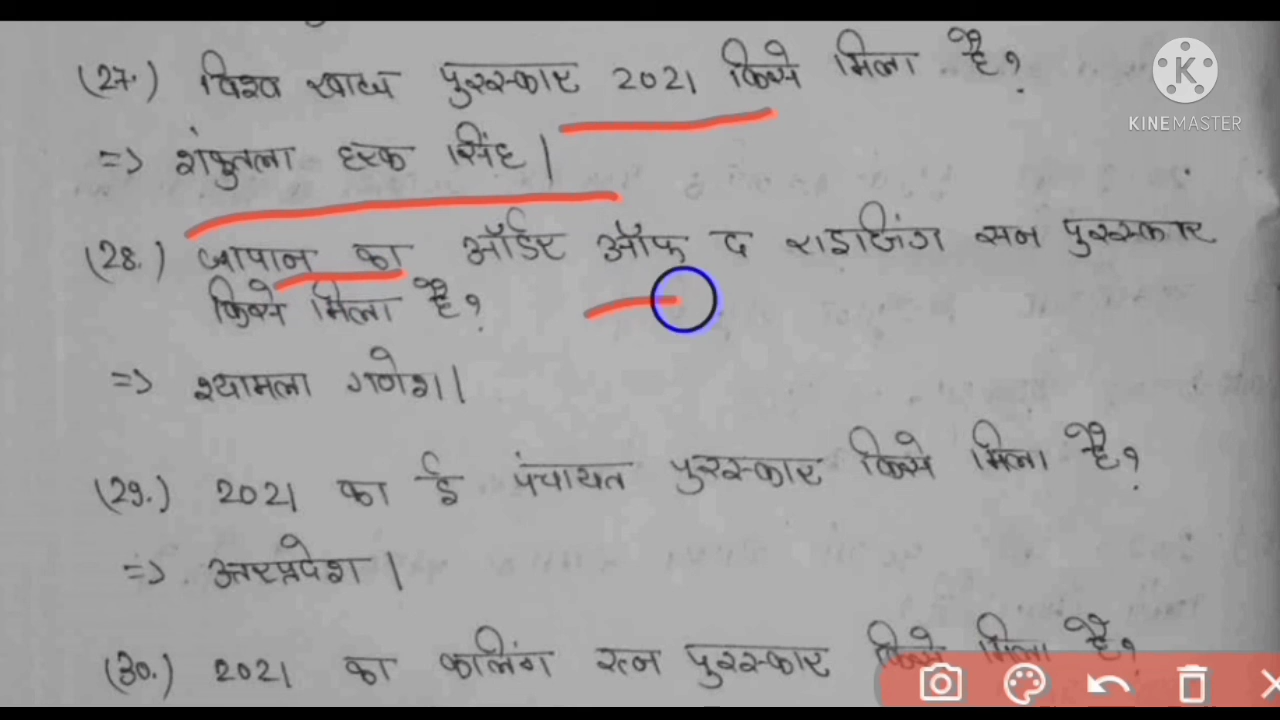 (27.) विश्व खाद्य पुरस्कार 2021 किसे मिला है?
=> शंकुतला हरक सिंह।
(28.) जापान का ऑर्डर ऑफ द राइजिंग सन पुरस्कार
किसे मिला है?
=> श्यामला गणेश।
(29.) 2021 का ई पंचायत पुरस्कार किसे मिला है?
=> उत्तरप्रदेश।
(30.) 2021 का कलिंग रत्न पुरस्कार किसे मिला है?
K
KINEMASTER